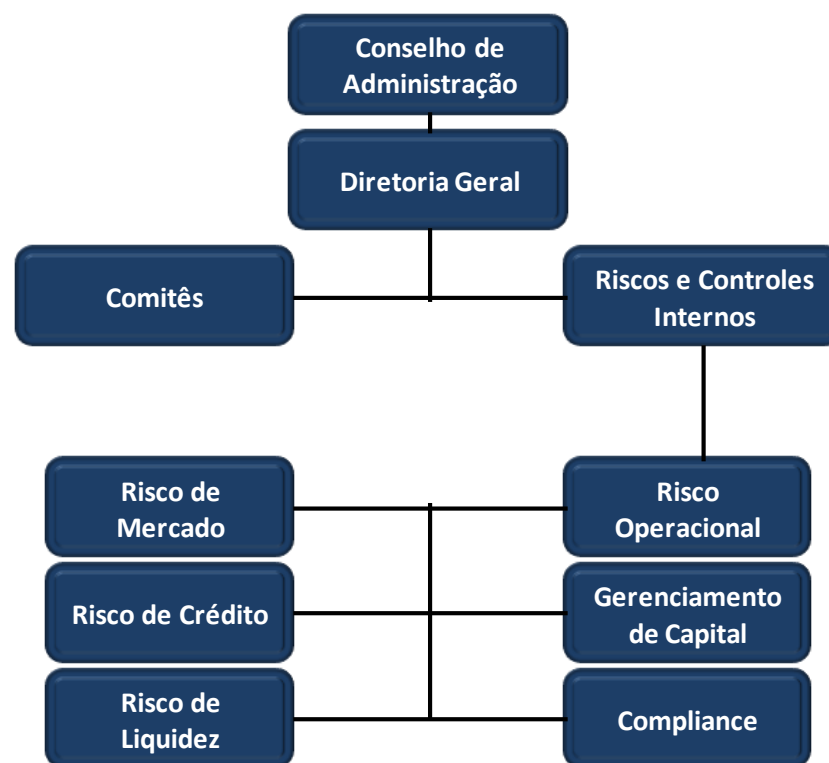 Conselho de
Administração
Diretoria Geral
Comitês
Riscos e Controles
Internos
Risco de
Mercado
Risco
Operacional
Risco de Crédito
Gerenciamento
de Capital
Risco de
Liquidez
Compliance